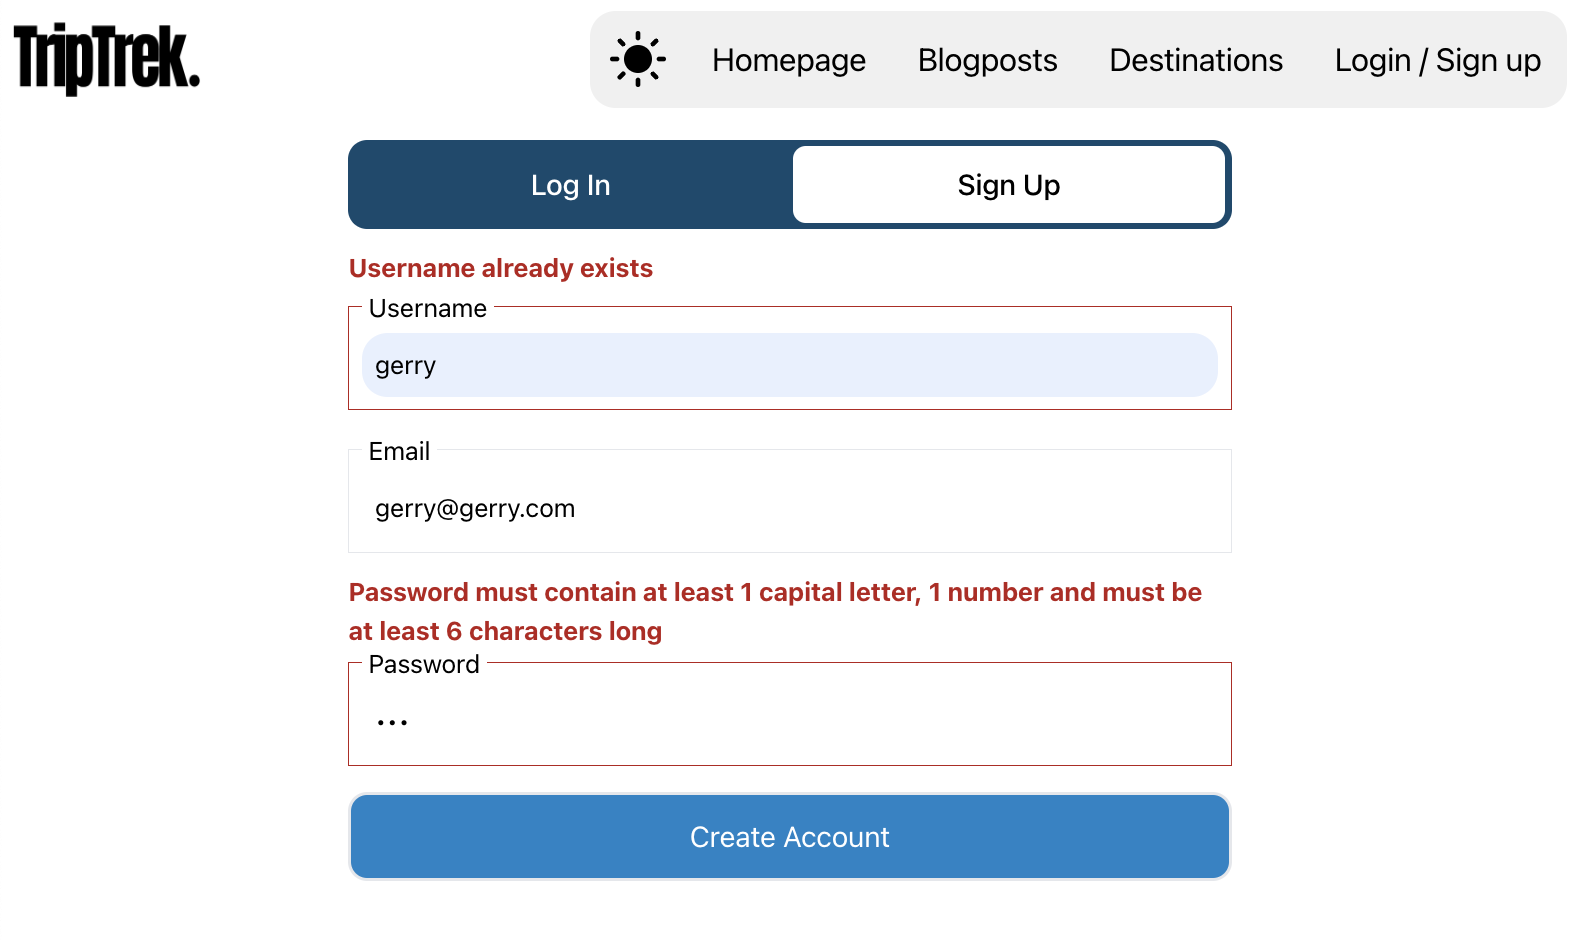 TripTrek.
Homepage Blogposts Destinations Login / Sign up
Log In Sign Up
Username already exists
Username
gerry
Email
gerry@gerry.com
Password must contain at least 1 capital letter, 1 number and must be
at least 6 characters long
Password
Create Account